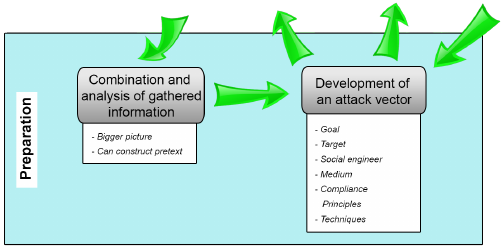 Preparation
Combination and
analysis of gathered
information
- Bigger picture
- Can construct pretext
Development of
an attack vector
- Goal
- Target
- Social engineer
- Medium
- Compliance
Principles
- Techniques